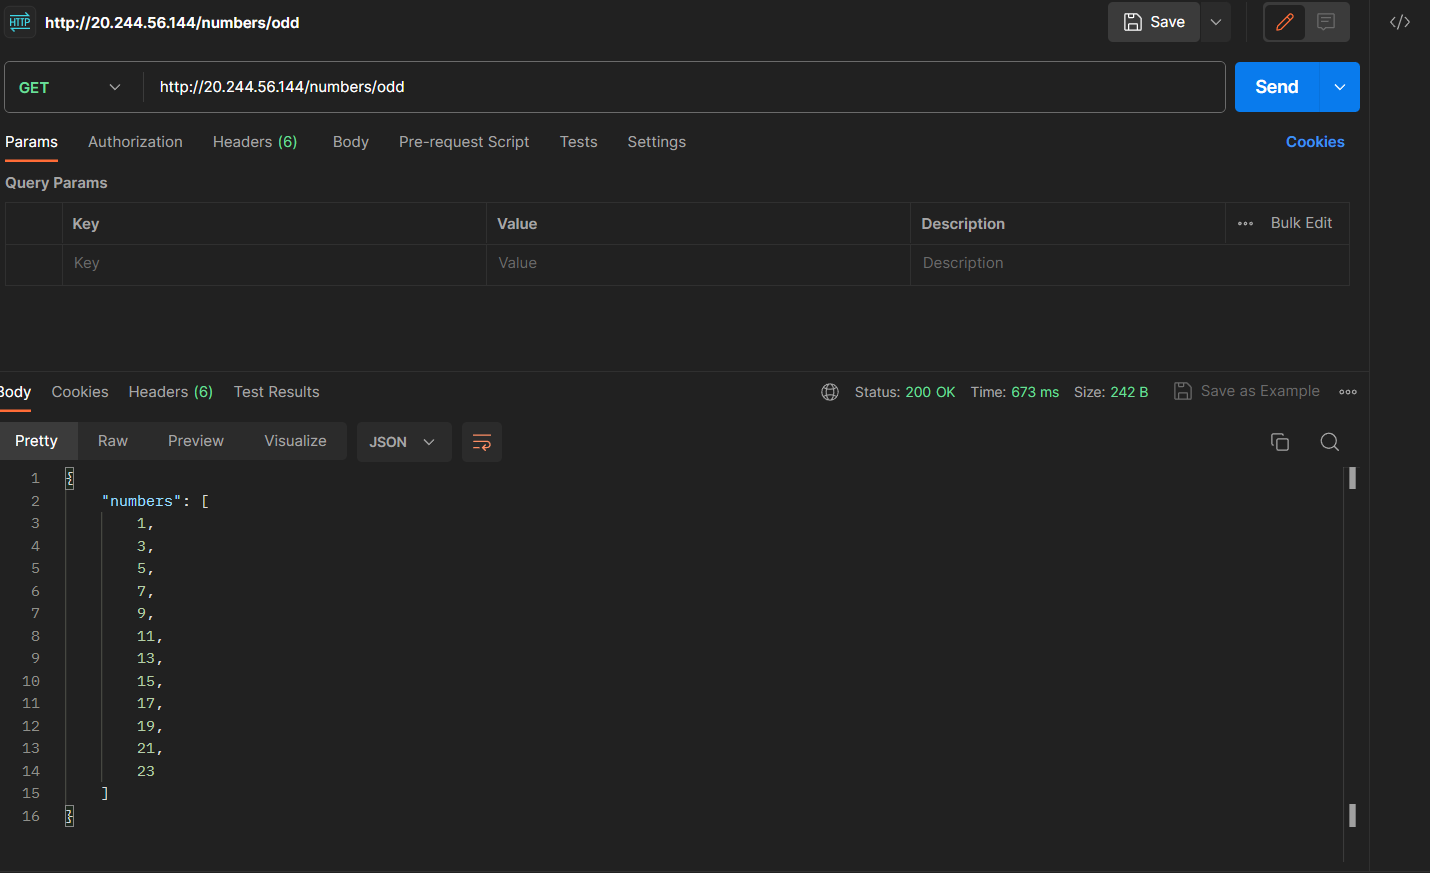 HTTP http://20.244.56.144/numbers/odd Save </>
GET http://20.244.56.144/numbers/odd Send
Params Authorization Headers (6) Body Pre-request Script Tests Settings Cookies
Query Params
Key Value Description ••• Bulk Edit
Key Value Description
Body Cookies Headers (6) Test Results Status: 200 OK Time: 673 ms Size: 242 B Save as Example
Pretty Raw Preview Visualize JSON
1 {
2 "numbers": [
3 1,
4 3,
5 5,
6 7,
7 9,
8 11,
9 13,
10 15,
11 17,
12 19,
13 21,
14 23
15 ]
16 }